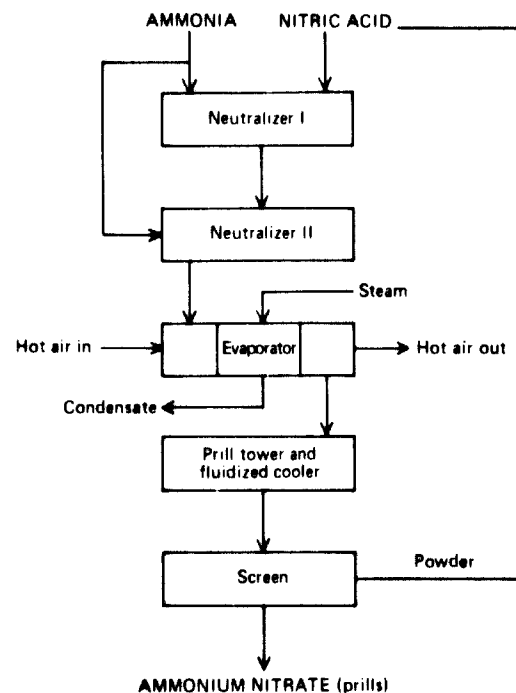 AMMONIA
NITRIC ACID
Neutralizer I
Neutralizer II
Steam
Hot air in
Evaporator
Hot air out
Condensate
Prill tower and
fluidized cooler
Powder
Screen
AMMONIUM NITRATE (prills)